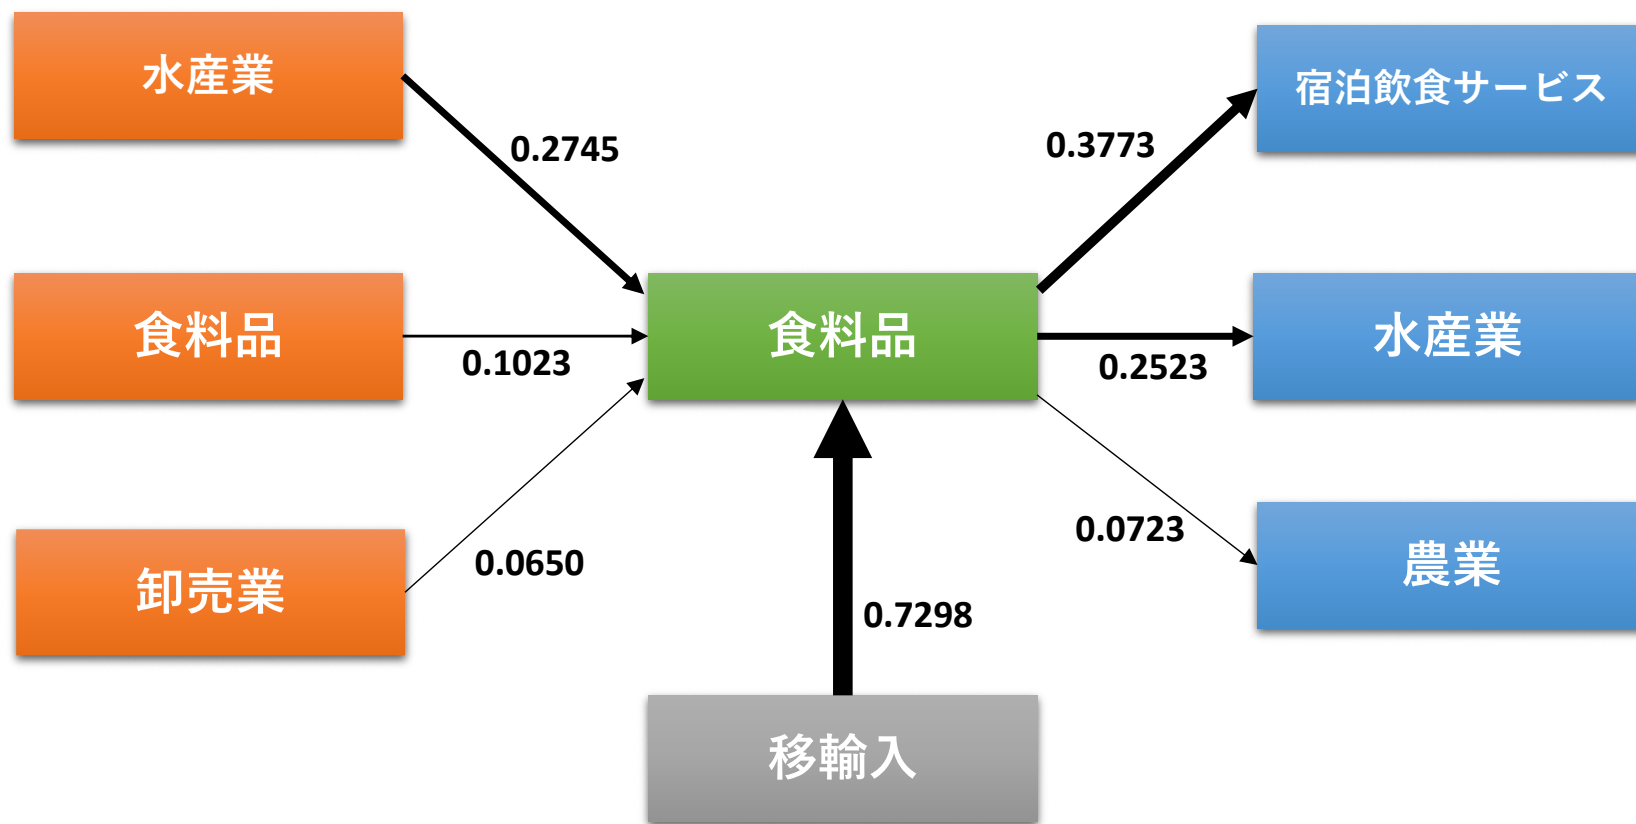 水産業
宿泊飲食サービス
0.2745
0.3773
食料品
食料品
水産業
0.1023
0.2523
卸売業
0.0650
0.0723
農業
0.7298
移輸入